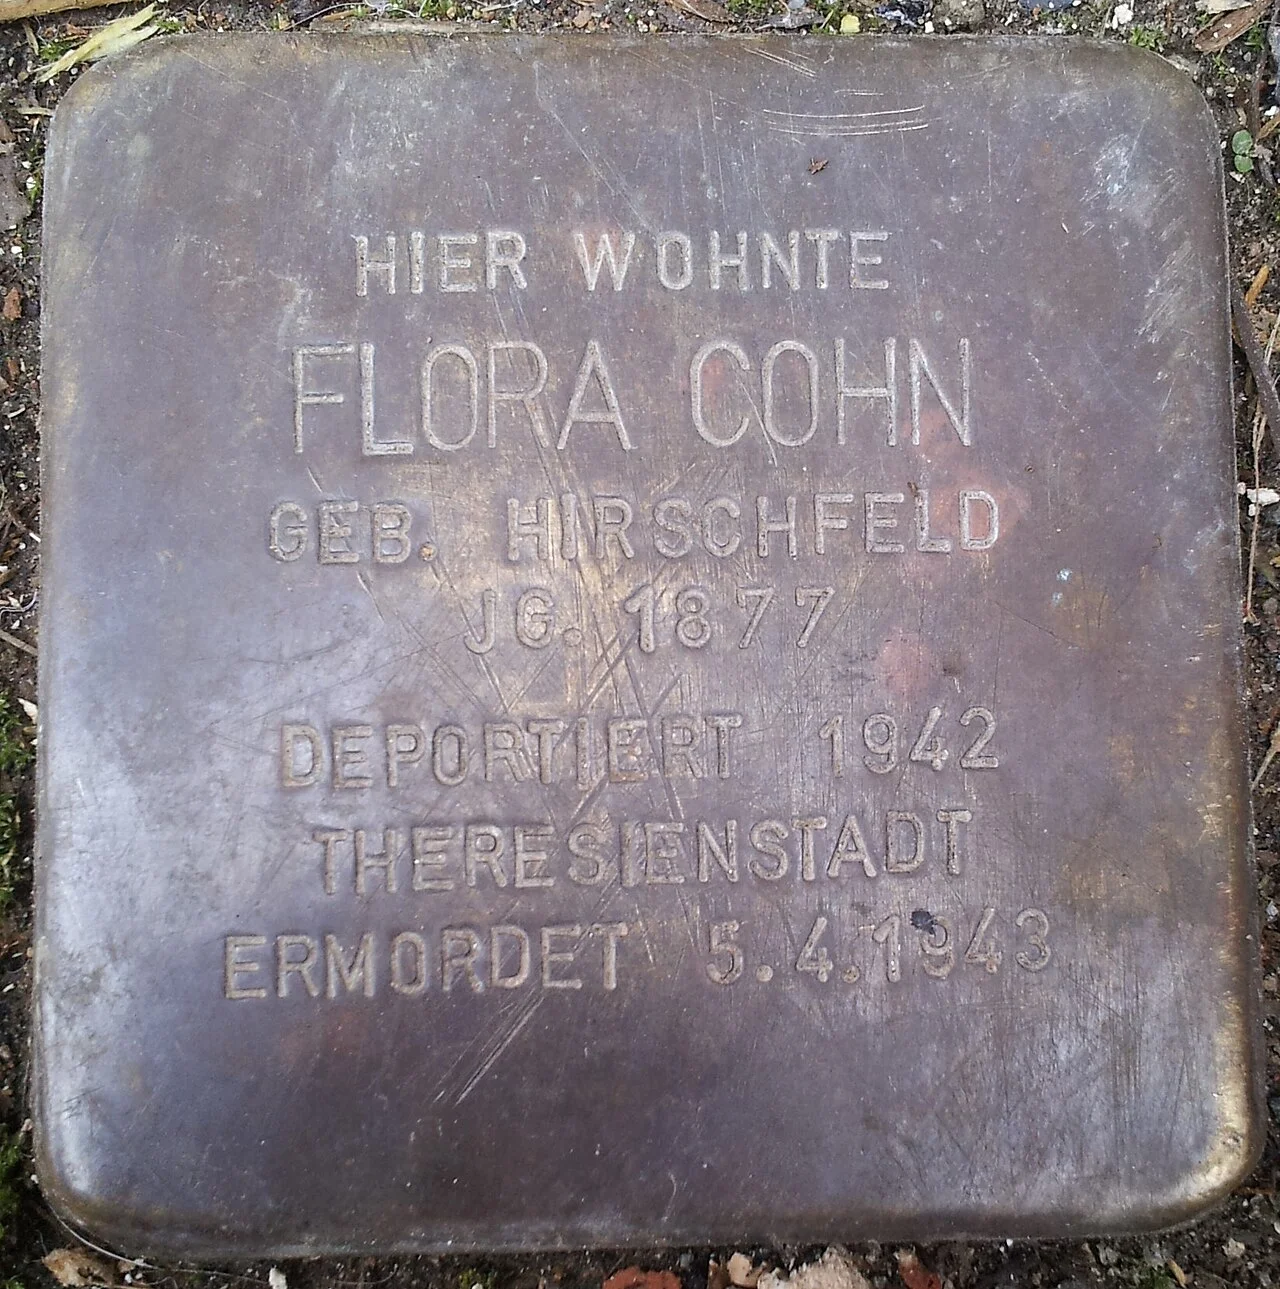 HIER WOHNTE
FLORA COHN
GEB. HIRSCHFELD
JG. 1877
DEPORTIERT 1942
THERESIENSTADT
ERMORDET 5.4.1943